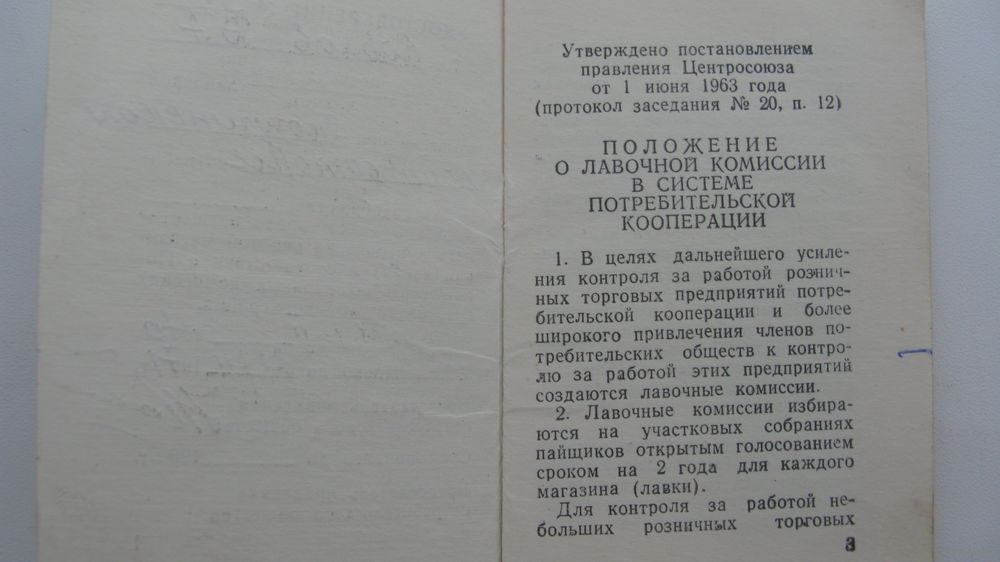 Утверждено постановлением
правления Центросоюза
от 1 июня 1963 года
(протокол заседания № 20, п. 12)
ПОЛОЖЕНИЕ
О ЛАВОЧНОЙ КОМИССИИ
В СИСТЕМЕ
ПОТРЕБИТЕЛЬСКОЙ
КООПЕРАЦИИ
1. В целях дальнейшего усиле-
ния контроля за работой рознич-
ных торговых предприятий потре-
бительской кооперации и более
широкого привлечения членов по-
требительских обществ к контро-
лю за работой этих предприятий
создаются лавочные комиссии.
2. Лавочные комиссии избира-
ются на участковых собраниях
пайщиков открытым голосованием
сроком на 2 года для каждого
магазина (лавки).
Для контроля за работой не-
больших розничных торговых
3